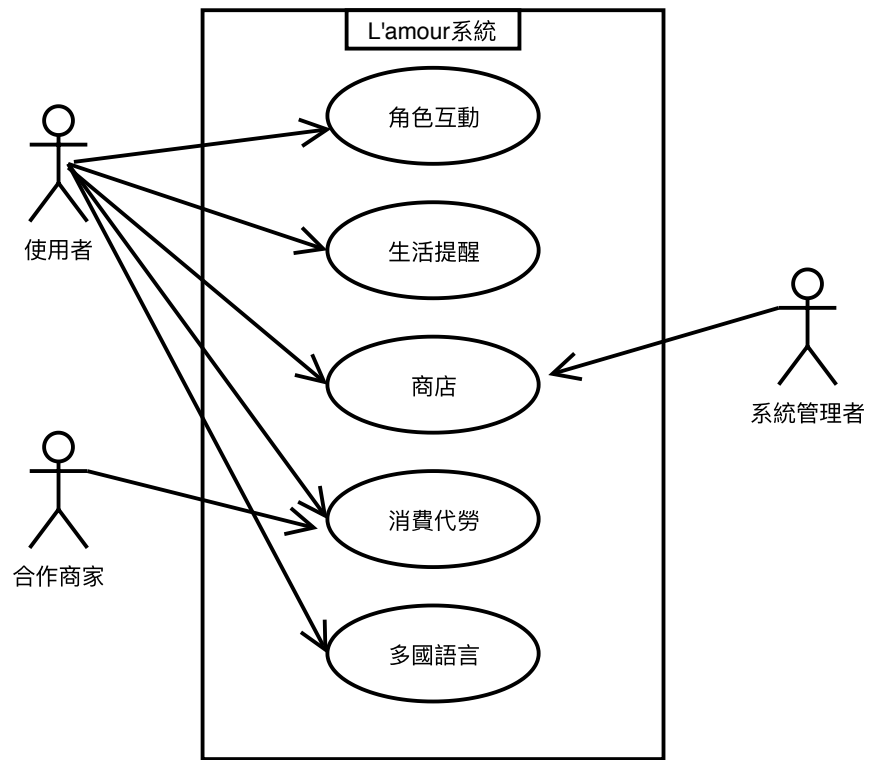 L'amour系統
角色互動
使用者
生活提醒
商店
系統管理者
消費代勞
合作商家
多國語言